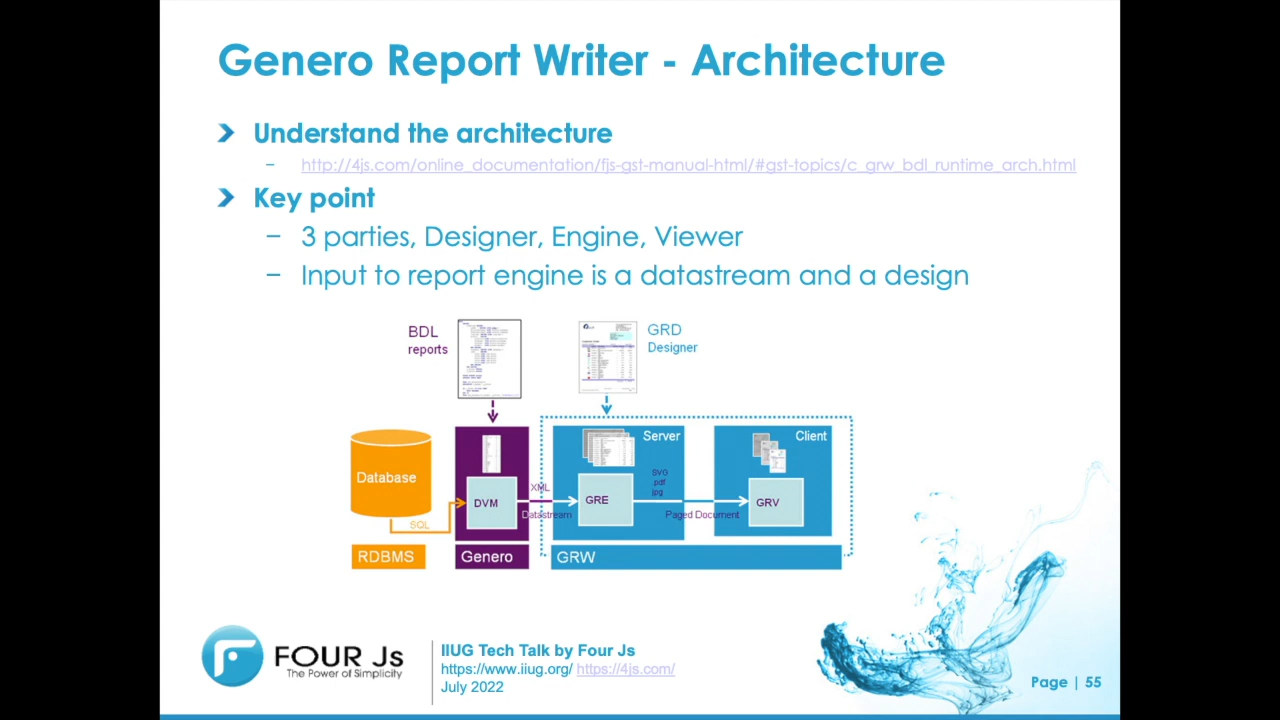 Genero Report Writer - Architecture
Understand the architecture
– http://4js.com/online_documentation/fjs-gst-manual-html/#gst-topics/c_grw_bdl_runtime_arch.html
Key point
– 3 parties, Designer, Engine, Viewer
– Input to report engine is a datastream and a design
BDL
reports
GRD
Designer
Server
Client
Database
SQL
DVM
XML
Datastream
GRE
SVG
.pdf
jpg
Paged Document
GRV
RDBMS
Genero
GRW
FOUR Js
The Power of Simplicity
IIUG Tech Talk by Four Js
https://www.iiug.org/ https://4js.com/
July 2022
Page | 55